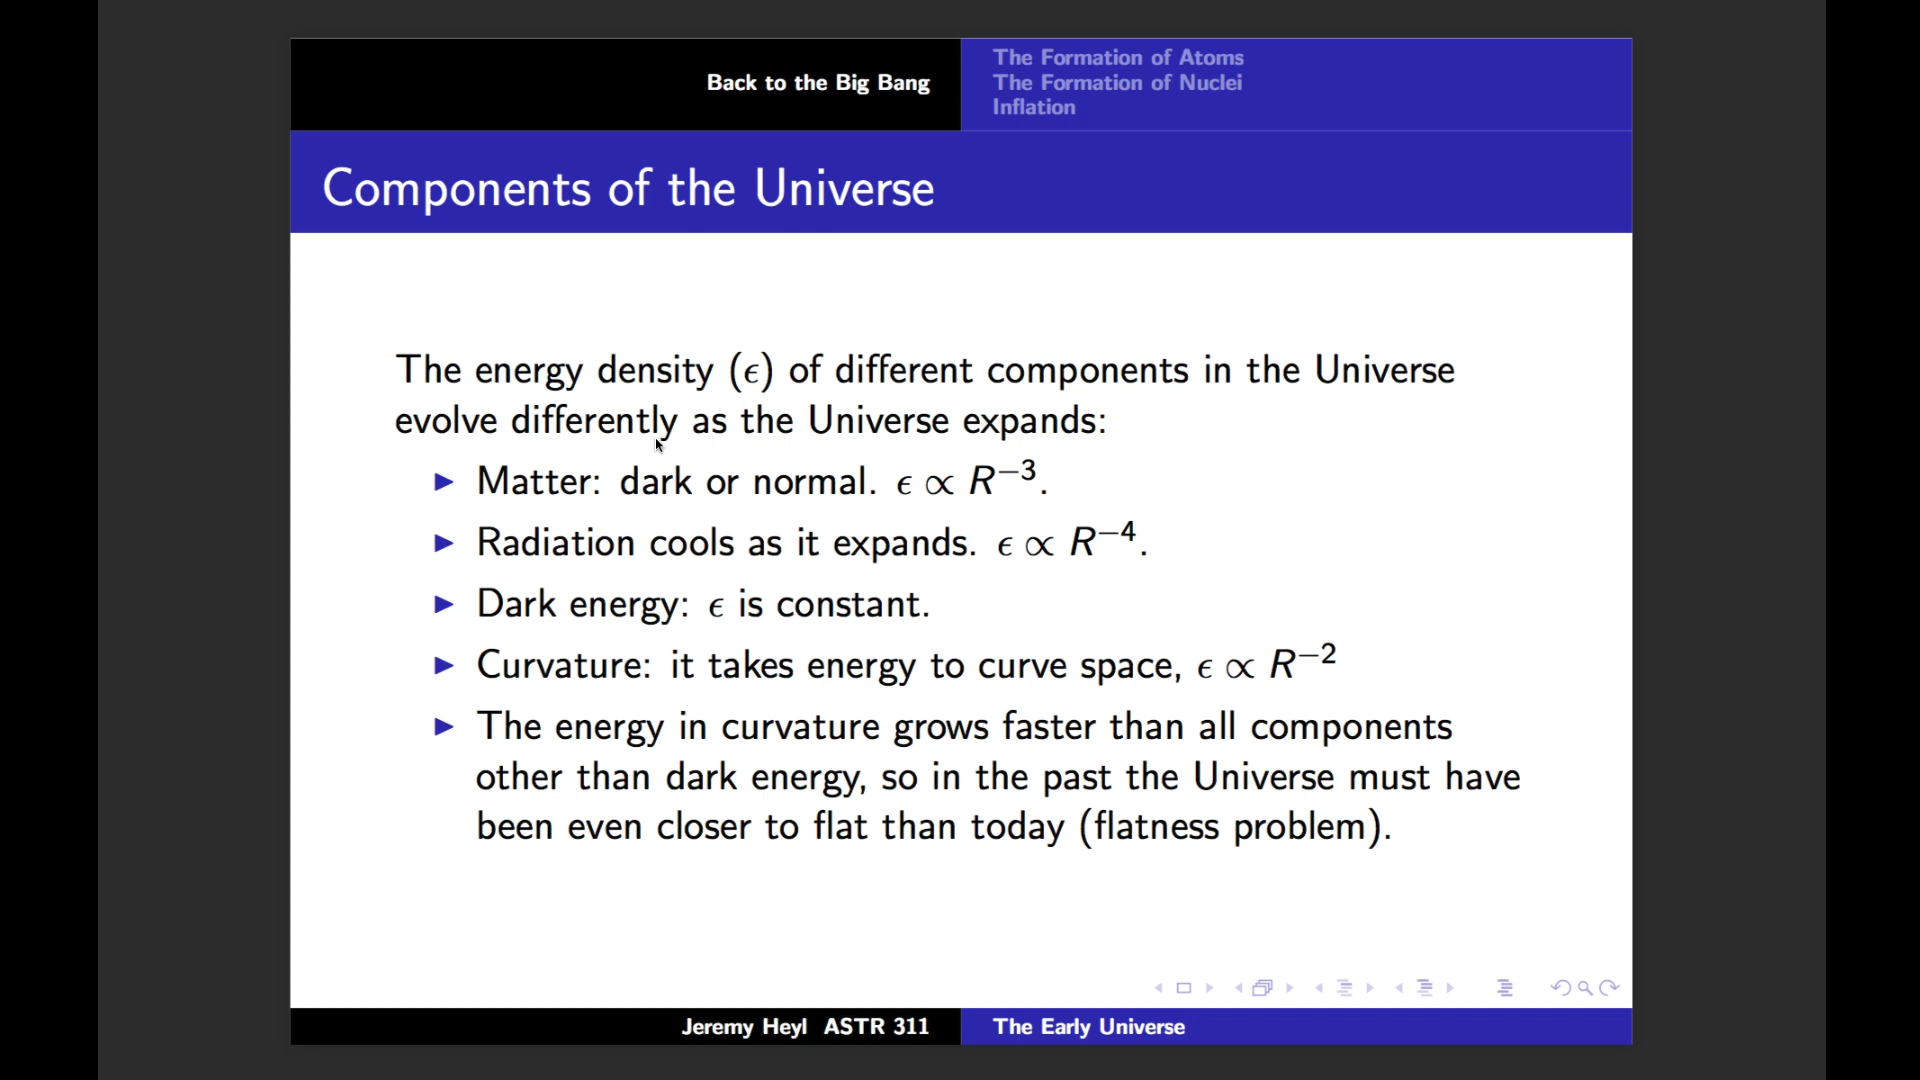 Back to the Big Bang
The Formation of Atoms
The Formation of Nuclei
Inflation
Components of the Universe
The energy density (ϵ) of different components in the Universe
evolve differently as the Universe expands:
▶ Matter: dark or normal. ϵ ∝ R⁻³.
▶ Radiation cools as it expands. ϵ ∝ R⁻⁴.
▶ Dark energy: ϵ is constant.
▶ Curvature: it takes energy to curve space, ϵ ∝ R⁻²
▶ The energy in curvature grows faster than all components
other than dark energy, so in the past the Universe must have
been even closer to flat than today (flatness problem).
Jeremy Heyl ASTR 311
The Early Universe